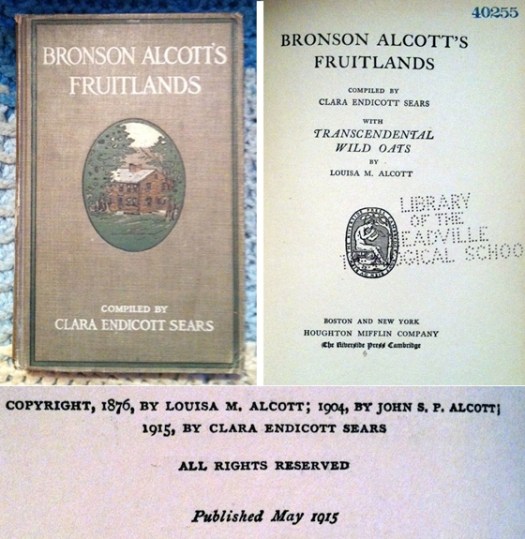 BRONSON ALCOTT'S
FRUITLANDS
COMPILED BY
CLARA ENDICOTT SEARS
40255
BRONSON ALCOTT'S
FRUITLANDS
COMPILED BY
CLARA ENDICOTT SEARS
WITH
TRANSCENDENTAL
WILD OATS
BY
LOUISA M. ALCOTT
LIBRARY
OF THE
EADVILLE
GICAL SCHOO
BOSTON AND NEW YORK
HOUGHTON MIFFLIN COMPANY
The Riverside Press Cambridge
COPYRIGHT, 1876, BY LOUISA M. ALCOTT; 1904, BY JOHN S. P. ALCOTT;
1915, BY CLARA ENDICOTT SEARS
ALL RIGHTS RESERVED
Published May 1915